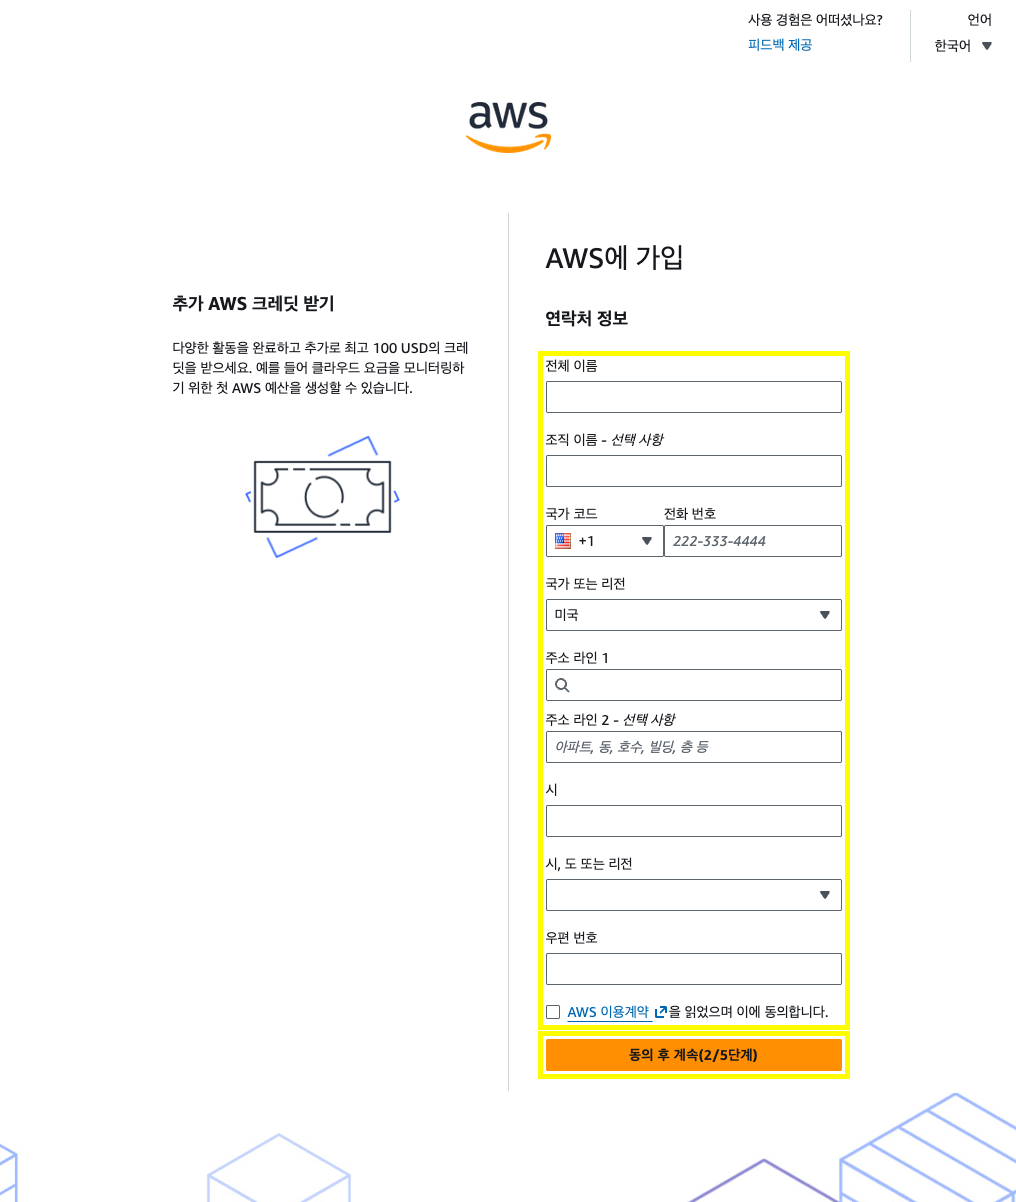 사용 경험은 어떠셨나요?
피드백 제공
언어
한국어
aws
추가 AWS 크레딧 받기
다양한 활동을 완료하고 추가로 최고 100 USD의 크레
딧을 받으세요. 예를 들어 클라우드 요금을 모니터링하
기 위한 첫 AWS 예산을 생성할 수 있습니다.
AWS에 가입
연락처 정보
전체 이름
조직 이름 - 선택 사항
국가 코드
전화 번호
+1
222-333-4444
국가 또는 리전
미국
주소 라인 1
주소 라인 2 - 선택 사항
아파트, 동, 호수, 빌딩, 층 등
시
시, 도 또는 리전
우편 번호
AWS 이용계약 을 읽었으며 이에 동의합니다.
동의 후 계속(2/5단계)